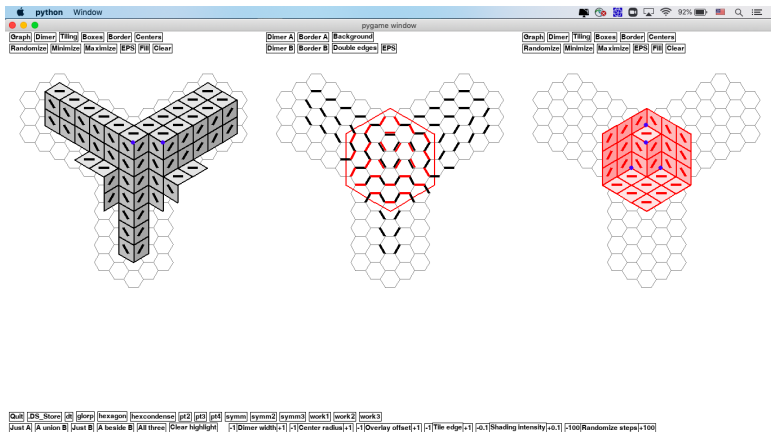 python Window
92%
pygame window
Graph Dimer Tiling Boxes Border Centers
Randomize Minimize Maximize EPS Fill Clear
Dimer A Border A Background
Dimer B Border B Double edges EPS
Graph Dimer Tiling Boxes Border Centers
Randomize Minimize Maximize EPS Fill Clear
Quit .DS_Store dt glorp hexagon hexcondense pt2 pt3 pt4 symm symm2 symm3 work1 work2 work3
Just A A union B Just B A beside B All three Clear highlight -1 Dimer width +1 -1 Center radius +1 -1 Overlay offset +1 -1 Tile edge +1 -0.1 Shading intensity +0.1 -100 Randomize steps +100